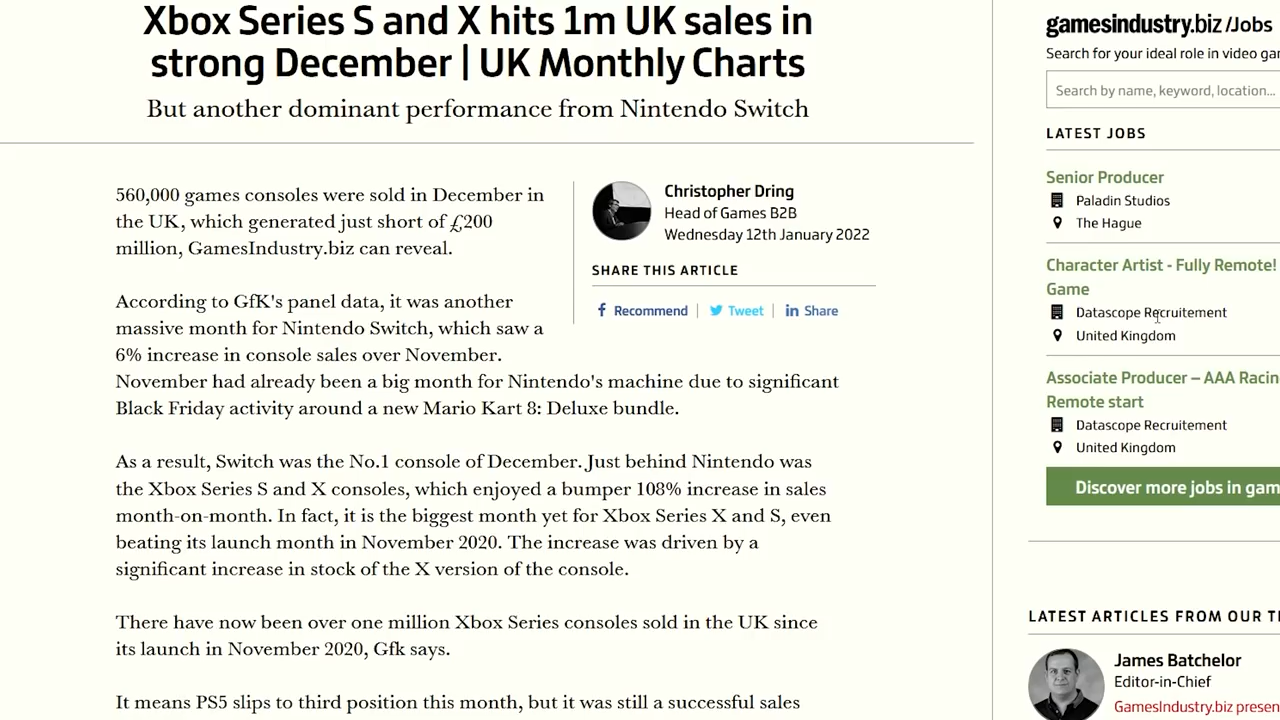 Xbox Series S and X hits 1m UK sales in
strong December | UK Monthly Charts
But another dominant performance from Nintendo Switch
560,000 games consoles were sold in December in
the UK, which generated just short of £200
million, GamesIndustry.biz can reveal.
According to GfK's panel data, it was another
massive month for Nintendo Switch, which saw a
6% increase in console sales over November.
November had already been a big month for Nintendo's machine due to significant
Black Friday activity around a new Mario Kart 8: Deluxe bundle.
As a result, Switch was the No.1 console of December. Just behind Nintendo was
the Xbox Series S and X consoles, which enjoyed a bumper 108% increase in sales
month-on-month. In fact, it is the biggest month yet for Xbox Series X and S, even
beating its launch month in November 2020. The increase was driven by a
significant increase in stock of the X version of the console.
There have now been over one million Xbox Series consoles sold in the UK since
its launch in November 2020, Gfk says.
It means PS5 slips to third position this month, but it was still a successful sales
Christopher Dring
Head of Games B2B
Wednesday 12th January 2022
SHARE THIS ARTICLE
Recommend | Tweet | Share
gamesindustry.biz /Jobs
Search for your ideal role in video gam
Search by name, keyword, location...
LATEST JOBS
Senior Producer
Paladin Studios
The Hague
Character Artist - Fully Remote!
Game
Datascope Recruitement
United Kingdom
Associate Producer – AAA Racin
Remote start
Datascope Recruitement
United Kingdom
Discover more jobs in gam
LATEST ARTICLES FROM OUR T
James Batchelor
Editor-in-Chief
GamesIndustry.biz presen